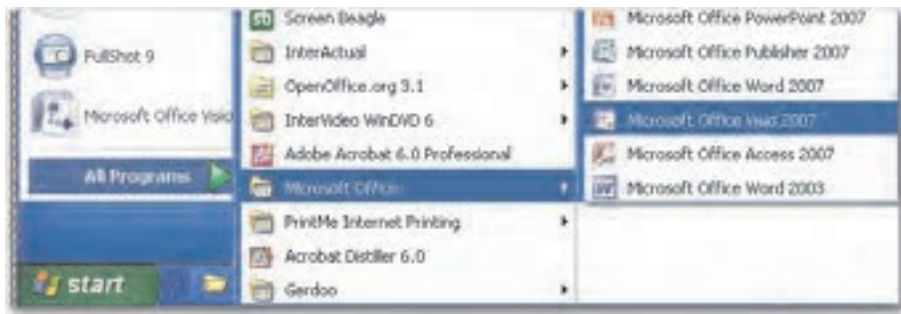 Screen Beagle
InterActual
OpenOffice.org 3.1
InterVideo WinDVD 6
Adobe Acrobat 6.0 Professional
Microsoft Office
PrintMe Internet Printing
Acrobat Distiller 6.0
Gerdoo
FullShot 9
Microsoft Office Visio
All Programs
start
Microsoft Office PowerPoint 2007
Microsoft Office Publisher 2007
Microsoft Office Word 2007
Microsoft Office Visio 2007
Microsoft Office Access 2007
Microsoft Office Word 2003